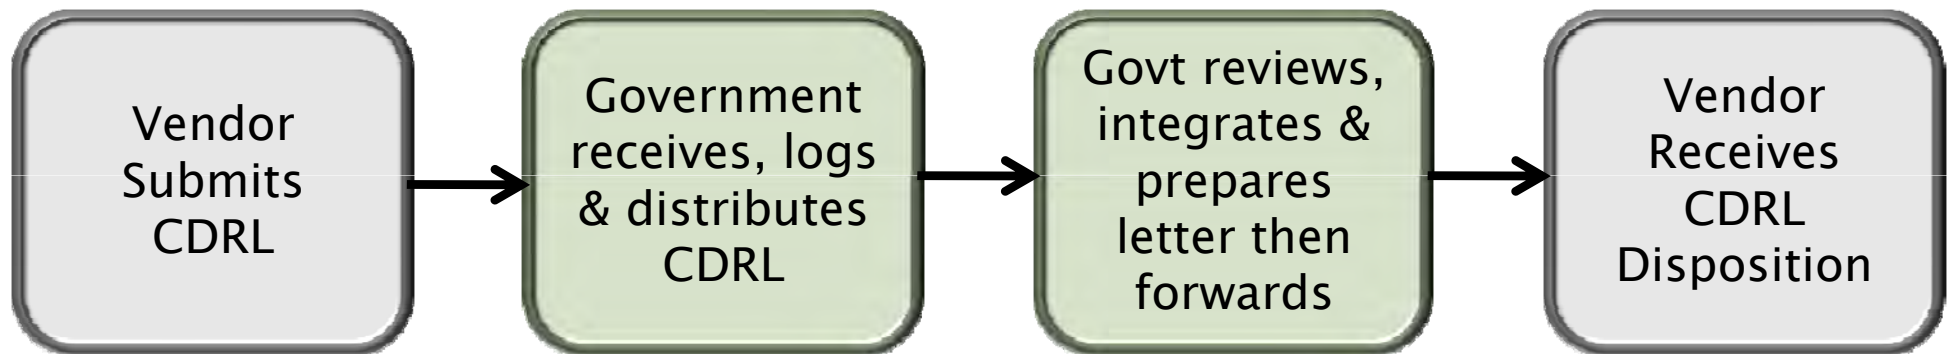 Vendor
Submits
CDRL
Government
receives, logs
& distributes
CDRL
Govt reviews,
integrates &
prepares
letter then
forwards
Vendor
Receives
CDRL
Disposition